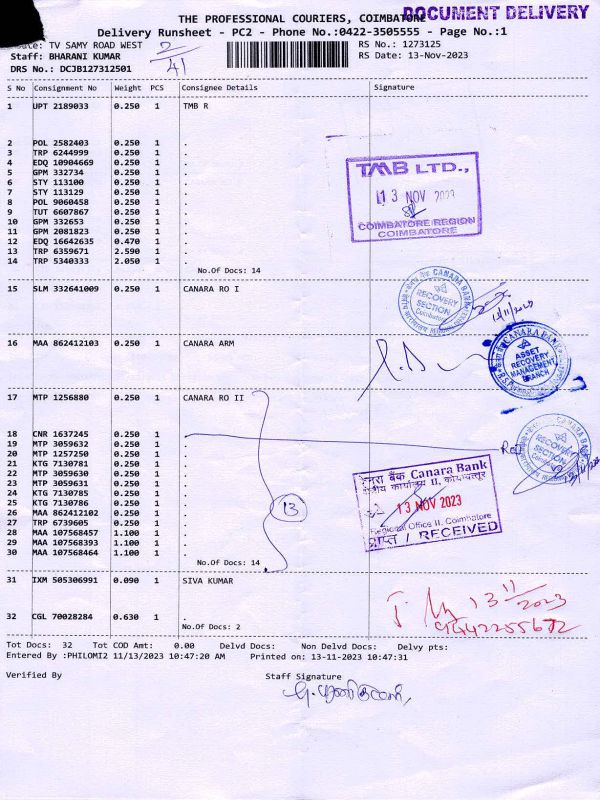 THE PROFESSIONAL COURIERS, COIMBATORE
DOCUMENT DELIVERY
Delivery Runsheet - PC2 - Phone No.:0422-3505555 - Page No.:1
TV SAMY ROAD WEST
RS No.: 1273125
Staff: BHARANI KUMAR
RS Date: 13-Nov-2023
DRS No.: DCJB127312501
2/41
S No Consignment No Weight PCS Consignee Details Signature
1 UPT 2189033 0.250 1 TMB R
2 POL 2582403 0.250 1 .
3 TRP 6244999 0.250 1 .
4 EDQ 10904669 0.250 1 .
5 GPM 332734 0.250 1 .
6 STY 113100 0.250 1 .
7 STY 113129 0.250 1 .
8 POL 9060458 0.250 1 .
9 TUT 6607867 0.250 1 .
10 GPM 332653 0.250 1 .
11 GPM 2081823 0.250 1 .
12 EDQ 16642635 0.470 1 .
13 TRP 6359671 2.590 1 .
14 TRP 5340333 2.050 1 .
No.Of Docs: 14
TMB LTD.,
13 NOV 2023
COIMBATORE REGION
COIMBATORE
15 SLM 332641009 0.250 1 CANARA RO I
CANARA BANK
RECOVERY
SECTION
Coimbatore
13/11/2023
16 MAA 862412103 0.250 1 CANARA ARM
CANARA BANK
ASSET
RECOVERY
MANAGEMENT
BRANCH
17 MTP 1256880 0.250 1 CANARA RO II
18 CNR 1637245 0.250 1 .
19 MTP 3059632 0.250 1 .
20 MTP 1257250 0.250 1 .
21 KTG 7130781 0.250 1 .
22 MTP 3059630 0.250 1 .
23 MTP 3059631 0.250 1 .
24 KTG 7130785 0.250 1 .
25 KTG 7130786 0.250 1 .
26 MAA 862412102 0.250 1 .
27 TRP 6739605 0.250 1 .
28 MAA 107568457 1.100 1 .
29 MAA 107568393 1.100 1 .
30 MAA 107568464 1.100 1 .
No.Of Docs: 14
13
RECOVERY
SECTION
केनरा बैंक Canara Bank
क्षेत्रीय कार्यालय II, कोयम्बत्तूर
13 NOV 2023
Regional Office II, Coimbatore
प्राप्त / RECEIVED
31 IXM 505306991 0.090 1 SIVA KUMAR
32 CGL 70028284 0.630 1 .
No.Of Docs: 2
13/11/2023
Tot Docs: 32 Tot COD Amt: 0.00 Delvd Docs: Non Delvd Docs: Delvy pts:
Entered By :PHILOMI2 11/13/2023 10:47:20 AM Printed on: 13-11-2023 10:47:31
Verified By
Staff Signature